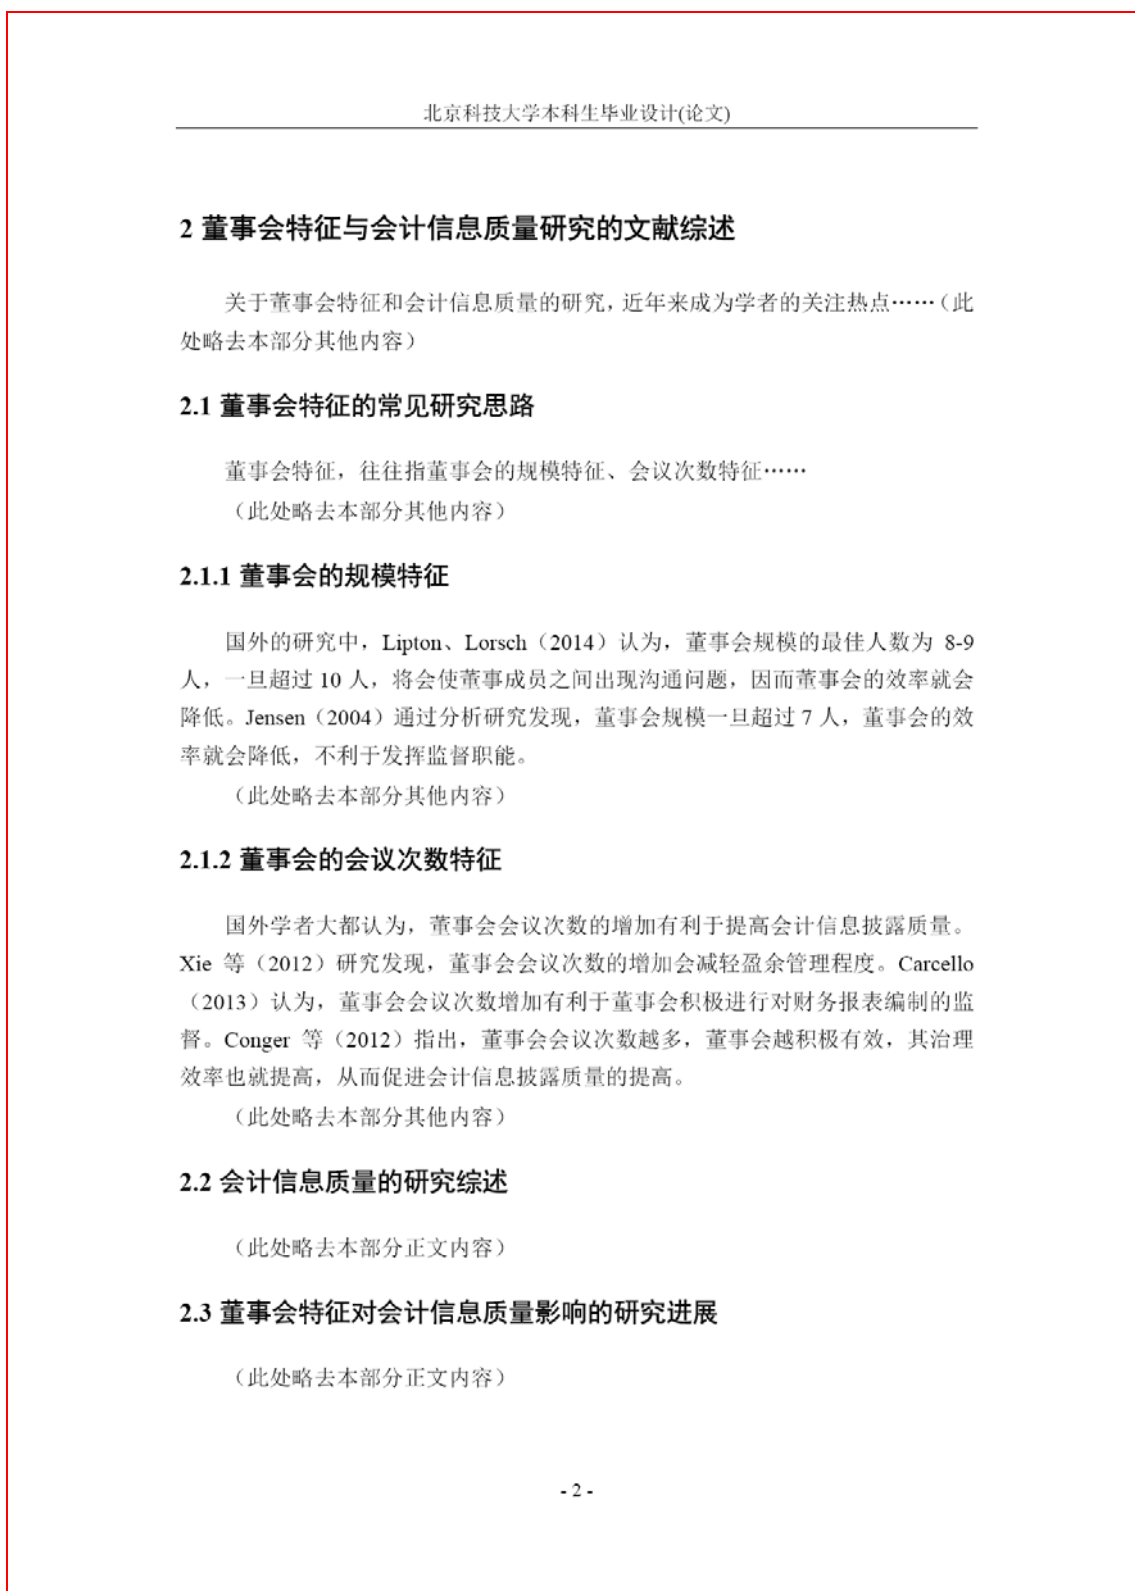 北京科技大学本科生毕业设计(论文)
2 董事会特征与会计信息质量研究的文献综述
关于董事会特征和会计信息质量的研究，近年来成为学者的关注热点……（此
处略去本部分其他内容）
2.1 董事会特征的常见研究思路
董事会特征，往往指董事会的规模特征、会议次数特征……
（此处略去本部分其他内容）
2.1.1 董事会的规模特征
国外的研究中，Lipton、Lorsch（2014）认为，董事会规模的最佳人数为 8-9
人，一旦超过 10 人，将会使董事成员之间出现沟通问题，因而董事会的效率就会
降低。Jensen（2004）通过分析研究发现，董事会规模一旦超过 7 人，董事会的效
率就会降低，不利于发挥监督职能。
（此处略去本部分其他内容）
2.1.2 董事会的会议次数特征
国外学者大都认为，董事会会议次数的增加有利于提高会计信息披露质量。
Xie 等（2012）研究发现，董事会会议次数的增加会减轻盈余管理程度。Carcello
（2013）认为，董事会会议次数增加有利于董事会积极进行对财务报表编制的监
督。Conger 等（2012）指出，董事会会议次数越多，董事会越积极有效，其治理
效率也就提高，从而促进会计信息披露质量的提高。
（此处略去本部分其他内容）
2.2 会计信息质量的研究综述
（此处略去本部分正文内容）
2.3 董事会特征对会计信息质量影响的研究进展
（此处略去本部分正文内容）
- 2 -